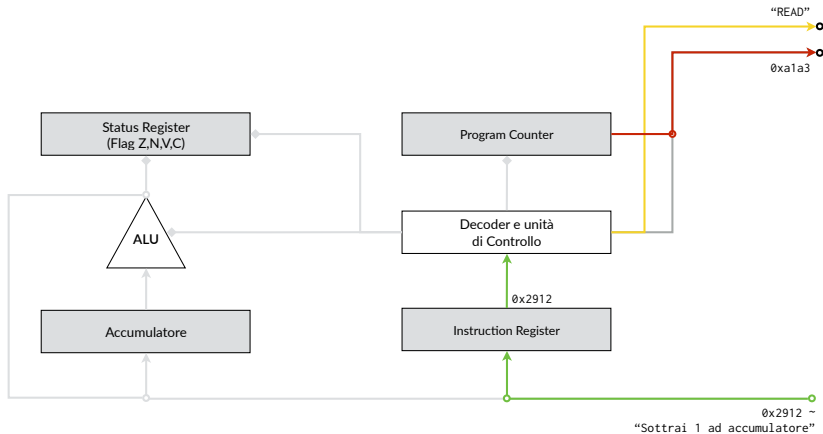 “READ”
0xa1a3
Status Register
(Flag Z,N,V,C)
Program Counter
ALU
Decoder e unità
di Controllo
0x2912
Accumulatore
Instruction Register
0x2912 ~
“Sottrai 1 ad accumulatore”